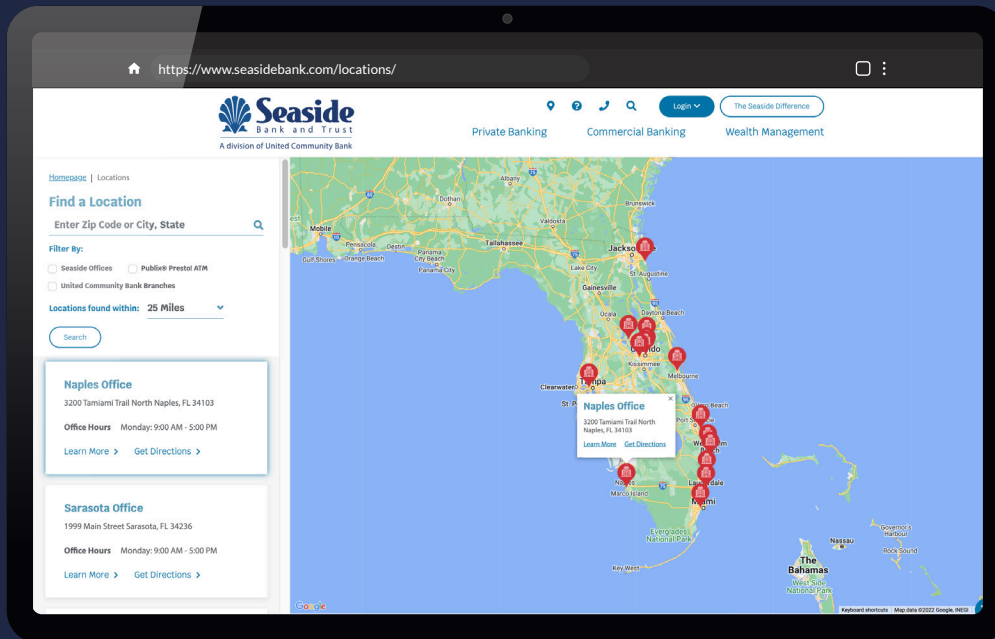 https://www.seasidebank.com/locations/
Seaside
Bank and Trust
A division of United Community Bank
Login
The Seaside Difference
Private Banking
Commercial Banking
Wealth Management
Homepage | Locations
Find a Location
Enter Zip Code or City, State
Filter By:
Seaside Offices
Publix® Presto! ATM
United Community Bank Branches
Locations found within: 25 Miles
Search
Naples Office
3200 Tamiami Trail North Naples, FL 34103
Office Hours Monday: 9:00 AM - 5:00 PM
Learn More
Get Directions
Sarasota Office
1999 Main Street Sarasota, FL 34236
Office Hours Monday: 9:00 AM - 5:00 PM
Learn More
Get Directions
Albany
75
Dothan
Brunswick
Valdosta
Mobile
Pensacola
Destin
Tallahassee
Gulf Shores
Orange Beach
Panama
City Beach
Panama City
Lake City
St. Augustine
Gainesville
Ocala
Daytona Beach
Kissimmee
Melbourne
Clearwater
Naples Office
3200 Tamiami Trail North
Naples, FL 34103
Learn More
Get Directions
Marco Island
75
Everglades
National Park
Key West
Nassau
Governor's
Harbour
Rock Sound
The
Bahamas
West Side
National Park
Google
Keyboard shortcuts
Map data ©2022 Google, INEGI